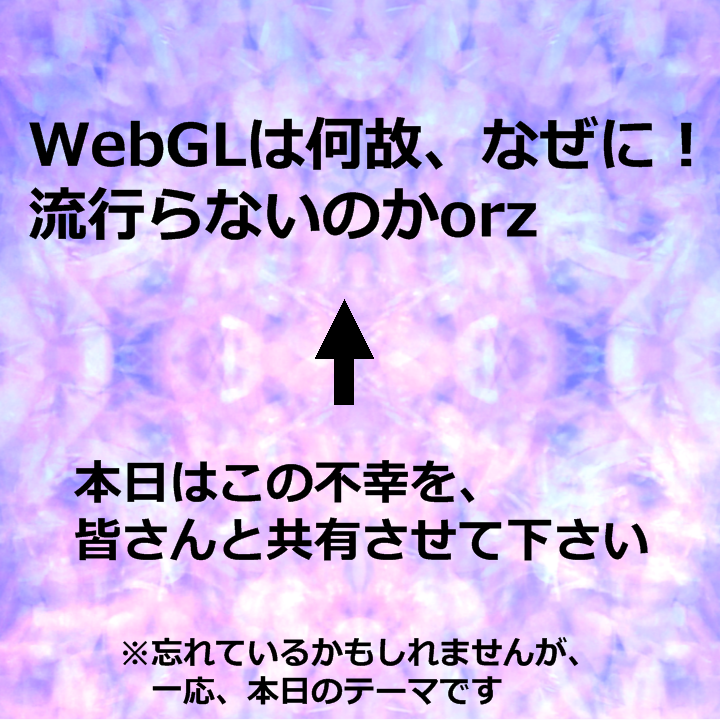 WebGLは何故、なぜに！
流行らないのかorz
本日はこの不幸を、
皆さんと共有させて下さい
※忘れているかもしれませんが、
一応、本日のテーマです